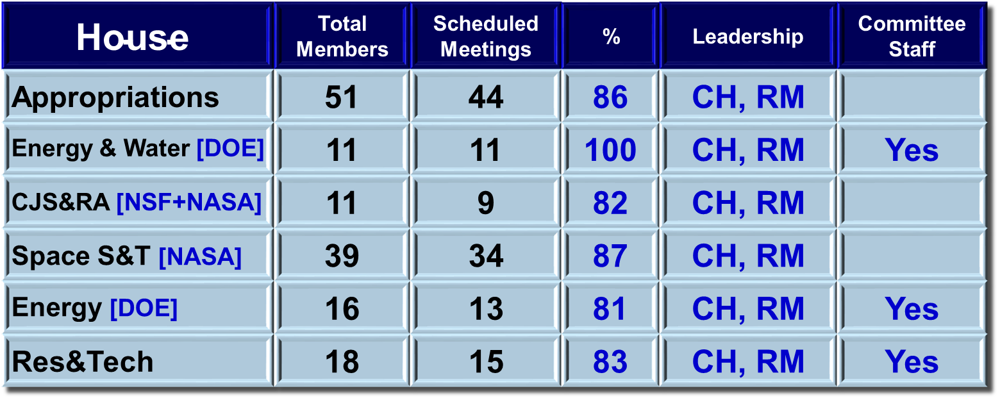 House Total Members Scheduled Meetings % Leadership Committee Staff
Appropriations 51 44 86 CH, RM
Energy & Water [DOE] 11 11 100 CH, RM Yes
CJS&RA [NSF+NASA] 11 9 82 CH, RM
Space S&T [NASA] 39 34 87 CH, RM
Energy [DOE] 16 13 81 CH, RM Yes
Res&Tech 18 15 83 CH, RM Yes